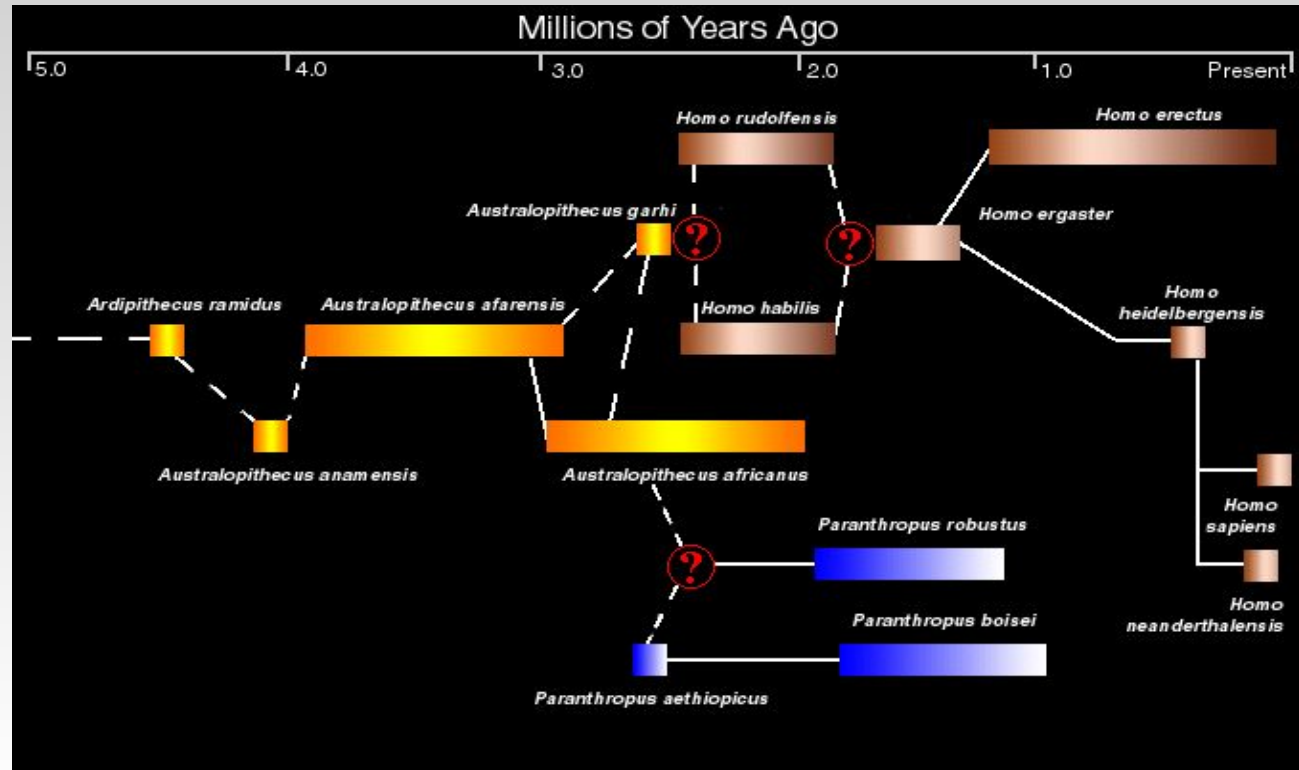 Millions of Years Ago
5.0 4.0 3.0 2.0 1.0 Present
Homo rudolfensis
Homo erectus
Australopithecus garhi
?
?
Homo ergaster
Ardipithecus ramidus
Australopithecus afarensis
Homo habilis
Homo
heidelbergensis
Australopithecus anamensis
Australopithecus africanus
Homo
sapiens
Paranthropus robustus
?
Homo
neanderthalensis
Paranthropus boisei
Paranthropus aethiopicus